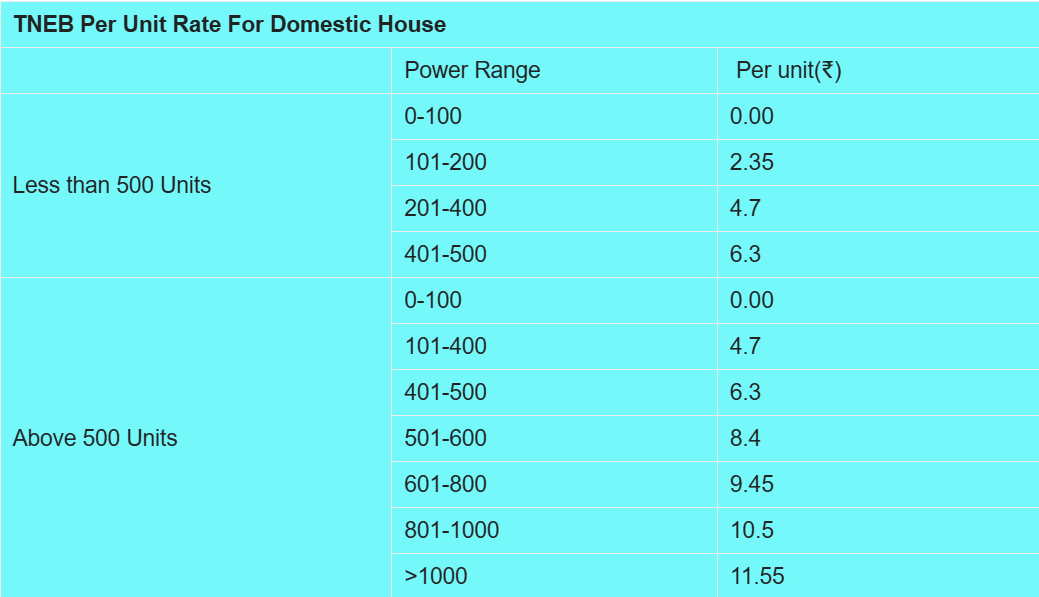 TNEB Per Unit Rate For Domestic House
Power Range Per unit(₹)
Less than 500 Units
0-100 0.00
101-200 2.35
201-400 4.7
401-500 6.3
Above 500 Units
0-100 0.00
101-400 4.7
401-500 6.3
501-600 8.4
601-800 9.45
801-1000 10.5
>1000 11.55